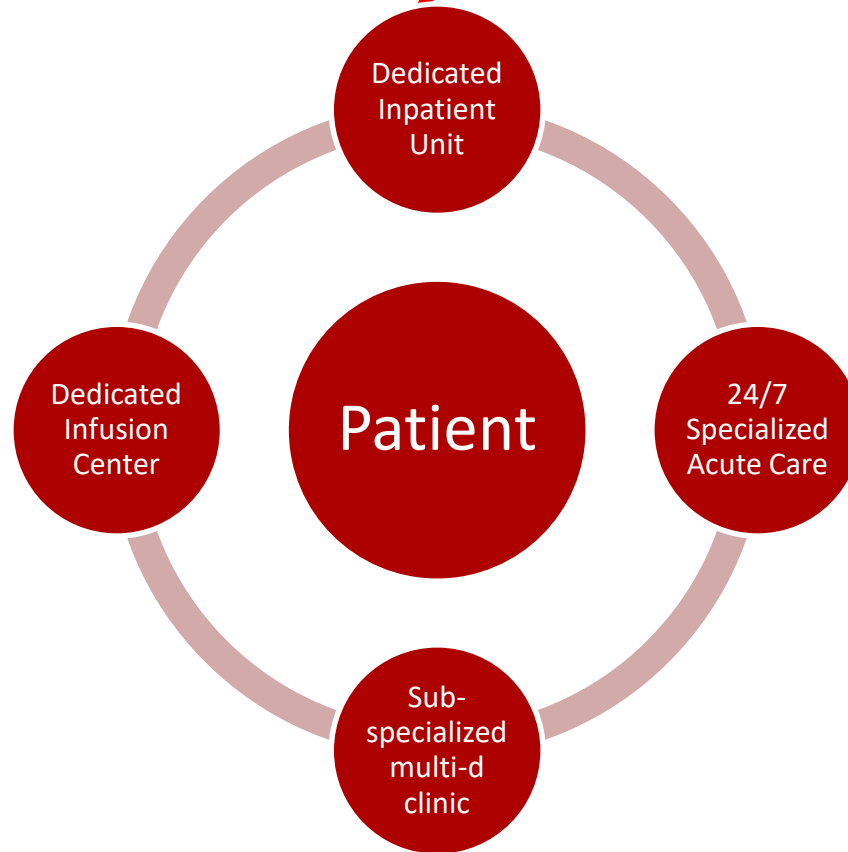 Dedicated
Inpatient
Unit
Dedicated
Infusion
Center
Patient
24/7
Specialized
Acute Care
Sub-
specialized
multi-d
clinic